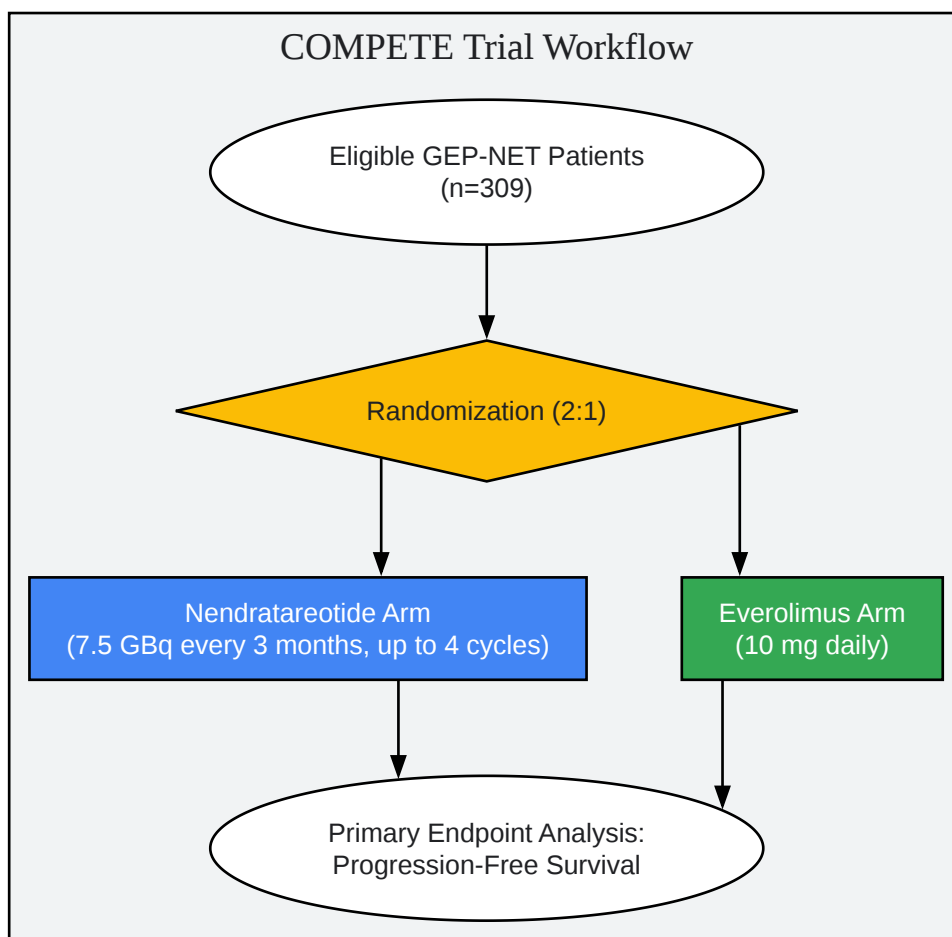 COMPETE Trial Workflow
Eligible GEP-NET Patients
(n=309)
Randomization (2:1)
Nendratareotide Arm
(7.5 GBq every 3 months, up to 4 cycles)
Everolimus Arm
(10 mg daily)
Primary Endpoint Analysis:
Progression-Free Survival